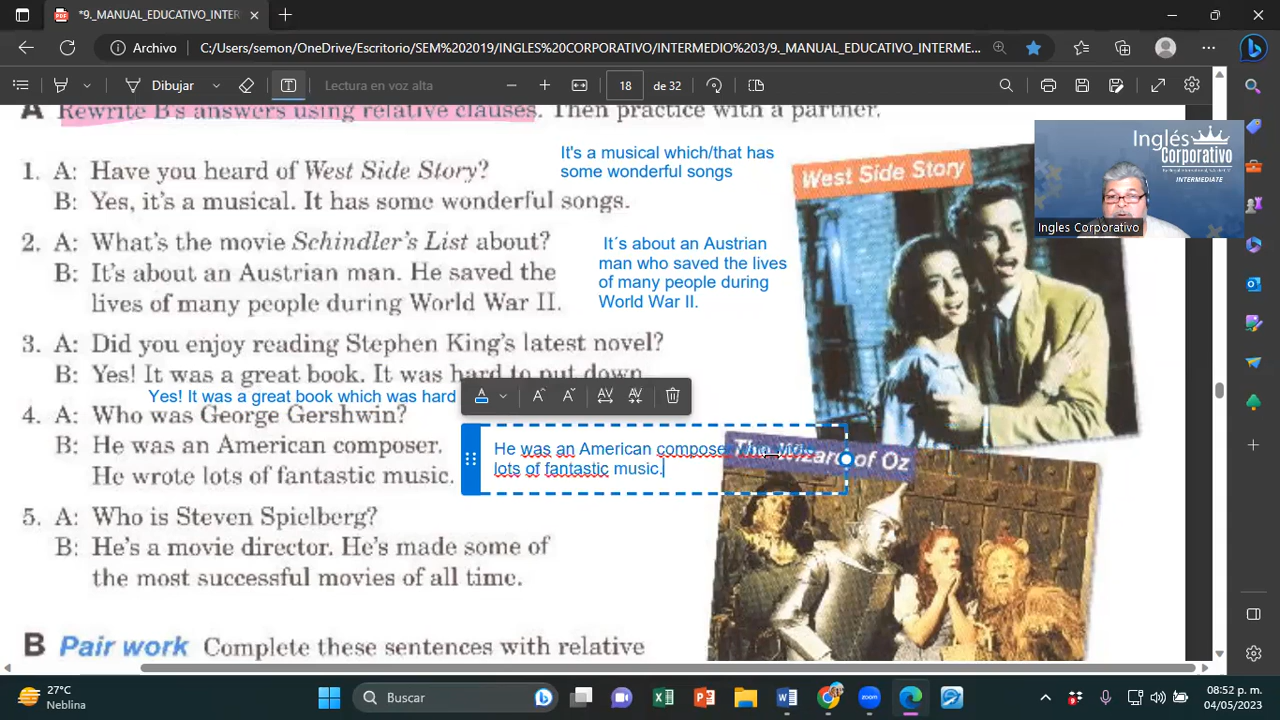 *9._MANUAL_EDUCATIVO_INTERMED
Archivo
C:/Users/semon/OneDrive/Escritorio/SEM%202019/INGLES%20CORPORATIVO/INTERMEDIO%203/9._MANUAL_EDUCATIVO_INTERME...
Dibujar
Lectura en voz alta
18 de 32
A Rewrite B's answers using relative clauses. Then practice with a partner.
1. A: Have you heard of West Side Story?
B: Yes, it's a musical. It has some wonderful songs.
It's a musical which/that has
some wonderful songs
2. A: What's the movie Schindler's List about?
B: It's about an Austrian man. He saved the
lives of many people during World War II.
It´s about an Austrian
man who saved the lives
of many people during
World War II.
3. A: Did you enjoy reading Stephen King's latest novel?
B: Yes! It was a great book. It was hard to put down.
Yes! It was a great book which was hard
4. A: Who was George Gershwin?
B: He was an American composer.
He wrote lots of fantastic music.
He was an American composer who wrote
lots of fantastic music.
5. A: Who is Steven Spielberg?
B: He's a movie director. He's made some of
the most successful movies of all time.
B Pair work Complete these sentences with relative
West Side Story
The Wizard of Oz
Inglés
Corporativo
INTERMEDIATE
Ingles Corporativo
27°C
Neblina
Buscar
08:52 p. m.
04/05/2023